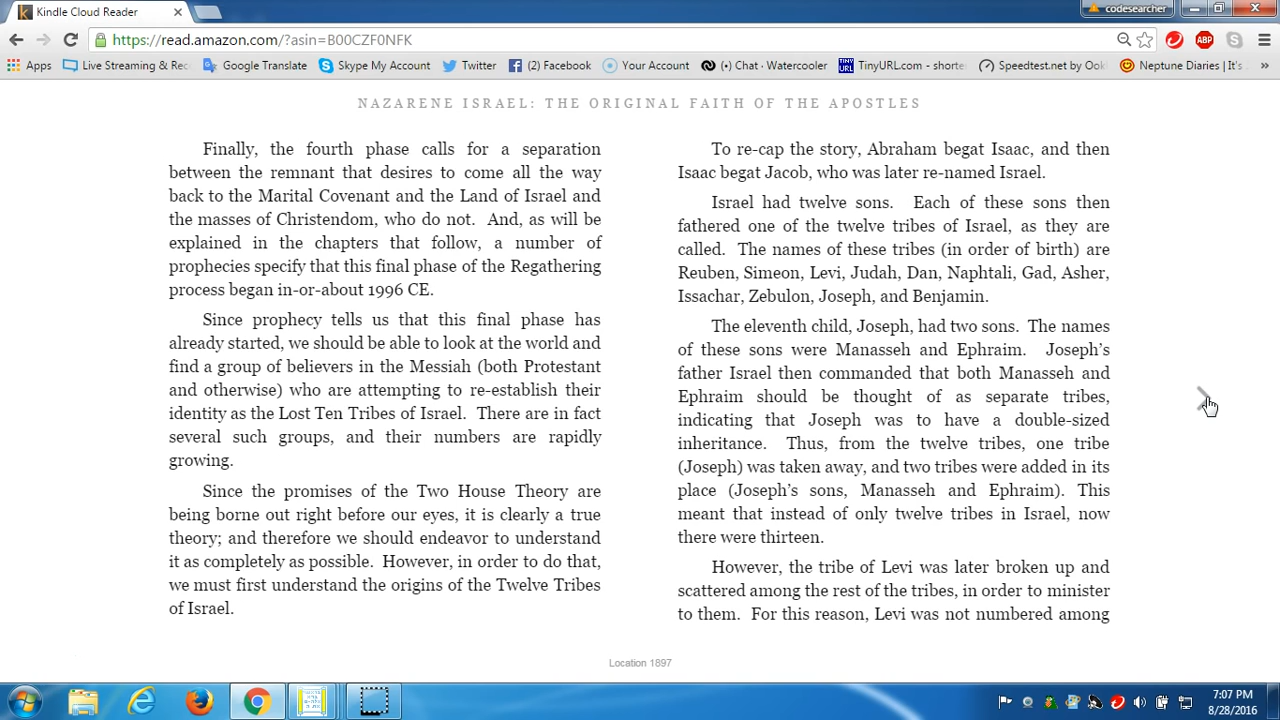 Kindle Cloud Reader
codesearcher
https://read.amazon.com/?asin=B00CZF0NFK
ABP
Apps
Live Streaming & Rec
Google Translate
Skype My Account
Twitter
(2) Facebook
Your Account
(•) Chat · Watercooler
TINY
URL
TinyURL.com - shorte
Speedtest.net by Ookl
Neptune Diaries | It's
»
NAZARENE ISRAEL: THE ORIGINAL FAITH OF THE APOSTLES
Finally, the fourth phase calls for a separation
between the remnant that desires to come all the way
back to the Marital Covenant and the Land of Israel and
the masses of Christendom, who do not. And, as will be
explained in the chapters that follow, a number of
prophecies specify that this final phase of the Regathering
process began in-or-about 1996 CE.
Since prophecy tells us that this final phase has
already started, we should be able to look at the world and
find a group of believers in the Messiah (both Protestant
and otherwise) who are attempting to re-establish their
identity as the Lost Ten Tribes of Israel. There are in fact
several such groups, and their numbers are rapidly
growing.
Since the promises of the Two House Theory are
being borne out right before our eyes, it is clearly a true
theory; and therefore we should endeavor to understand
it as completely as possible. However, in order to do that,
we must first understand the origins of the Twelve Tribes
of Israel.
To re-cap the story, Abraham begat Isaac, and then
Isaac begat Jacob, who was later re-named Israel.
Israel had twelve sons. Each of these sons then
fathered one of the twelve tribes of Israel, as they are
called. The names of these tribes (in order of birth) are
Reuben, Simeon, Levi, Judah, Dan, Naphtali, Gad, Asher,
Issachar, Zebulon, Joseph, and Benjamin.
The eleventh child, Joseph, had two sons. The names
of these sons were Manasseh and Ephraim. Joseph's
father Israel then commanded that both Manasseh and
Ephraim should be thought of as separate tribes,
indicating that Joseph was to have a double-sized
inheritance. Thus, from the twelve tribes, one tribe
(Joseph) was taken away, and two tribes were added in its
place (Joseph's sons, Manasseh and Ephraim). This
meant that instead of only twelve tribes in Israel, now
there were thirteen.
However, the tribe of Levi was later broken up and
scattered among the rest of the tribes, in order to minister
to them. For this reason, Levi was not numbered among
Location 1897
7:07 PM
8/28/2016